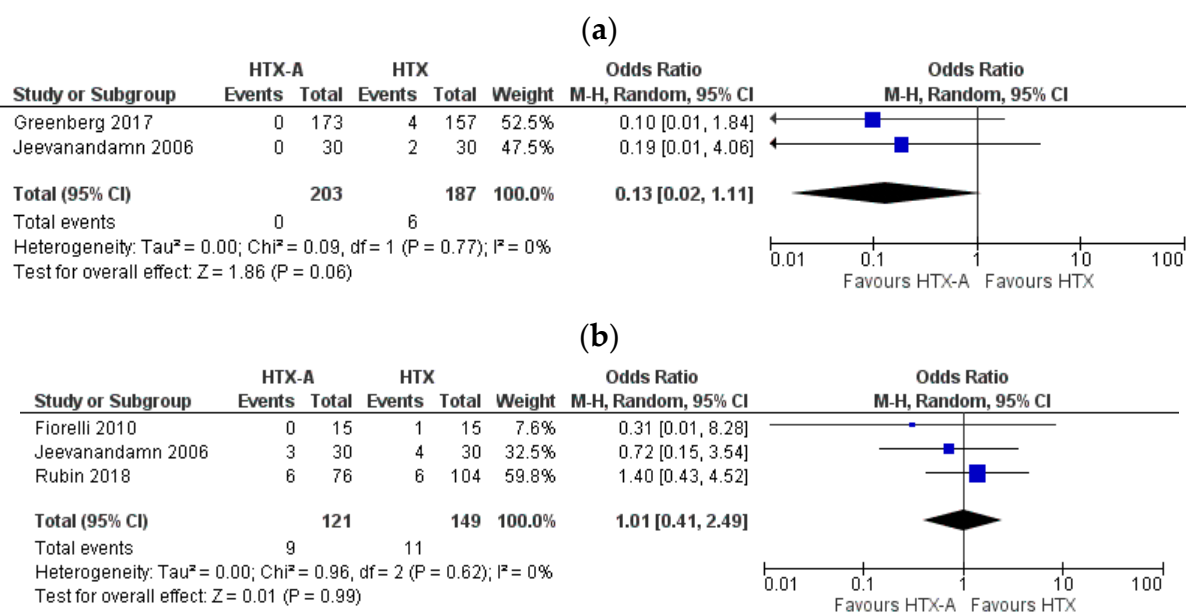 (a)
HTX-A HTX Odds Ratio Odds Ratio
Study or Subgroup Events Total Events Total Weight M-H, Random, 95% CI M-H, Random, 95% CI
Greenberg 2017 0 173 4 157 52.5% 0.10 [0.01, 1.84]
Jeevanandamn 2006 0 30 2 30 47.5% 0.19 [0.01, 4.06]
Total (95% CI) 203 187 100.0% 0.13 [0.02, 1.11]
Total events 0 6
Heterogeneity: Tau² = 0.00; Chi² = 0.09, df = 1 (P = 0.77); I² = 0%
Test for overall effect: Z = 1.86 (P = 0.06)
0.01 0.1 1 10 100
Favours HTX-A Favours HTX
(b)
HTX-A HTX Odds Ratio Odds Ratio
Study or Subgroup Events Total Events Total Weight M-H, Random, 95% CI M-H, Random, 95% CI
Fiorelli 2010 0 15 1 15 7.6% 0.31 [0.01, 8.28]
Jeevanandamn 2006 3 30 4 30 32.5% 0.72 [0.15, 3.54]
Rubin 2018 6 76 6 104 59.8% 1.40 [0.43, 4.52]
Total (95% CI) 121 149 100.0% 1.01 [0.41, 2.49]
Total events 9 11
Heterogeneity: Tau² = 0.00; Chi² = 0.96, df = 2 (P = 0.62); I² = 0%
Test for overall effect: Z = 0.01 (P = 0.99)
0.01 0.1 1 10 100
Favours HTX-A Favours HTX